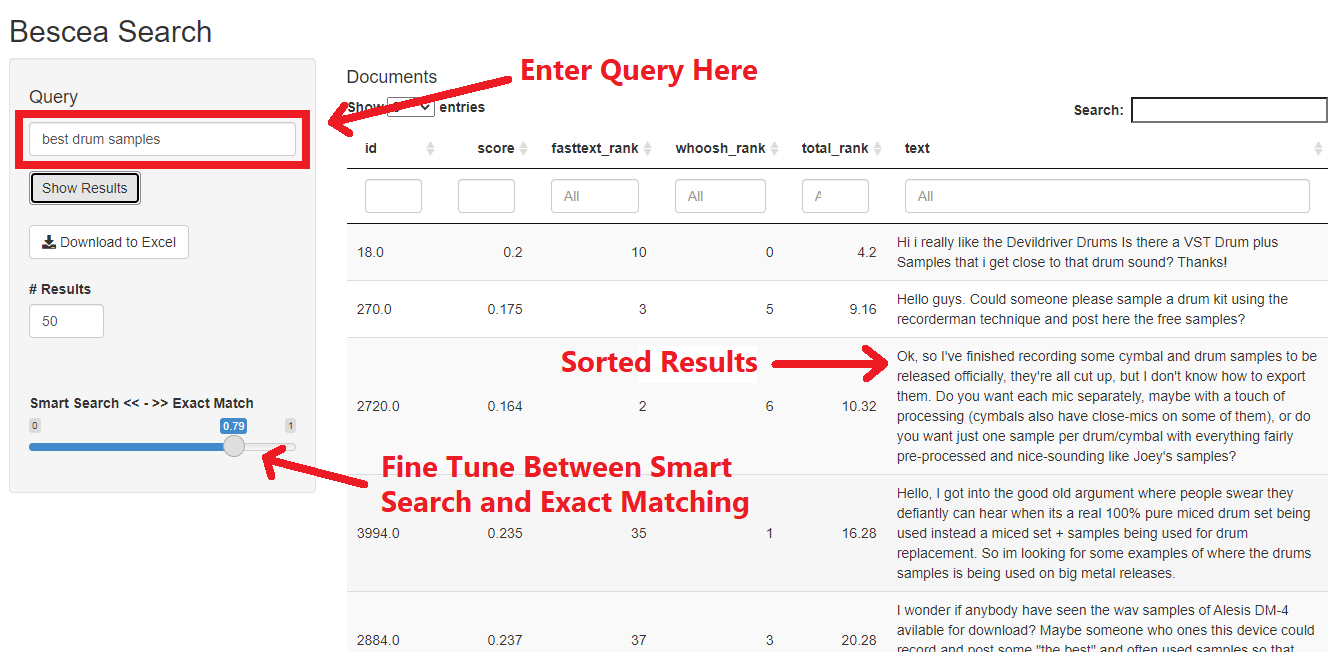 Bescea Search
Query
best drum samples
Show Results
Download to Excel
# Results
50
Smart Search << - >> Exact Match
0
0.79
1
Enter Query Here
Documents
Show entries
Search:
id score fasttext_rank whoosh_rank total_rank text
All All All
18.0 0.2 10 0 4.2 Hi i really like the Devildriver Drums Is there a VST Drum plus
Samples that i get close to that drum sound? Thanks!
270.0 0.175 3 5 9.16 Hello guys. Could someone please sample a drum kit using the
recorderman technique and post here the free samples?
Sorted Results
2720.0 0.164 2 6 10.32 Ok, so I've finished recording some cymbal and drum samples to be
released officially, they're all cut up, but I don't know how to export
them. Do you want each mic separately, maybe with a touch of
processing (cymbals also have close-mics on some of them), or do
you want just one sample per drum/cymbal with everything fairly
pre-processed and nice-sounding like Joey's samples?
Fine Tune Between Smart
Search and Exact Matching
3994.0 0.235 35 1 16.28 Hello, I got into the good old argument where people swear they
defiantly can hear when its a real 100% pure miced drum set being
used instead a miced set + samples being used for drum
replacement. So im looking for some examples of where the drums
samples is being used on big metal releases.
2884.0 0.237 37 3 20.28 I wonder if anybody have seen the wav samples of Alesis DM-4
avilable for download? Maybe someone who ones this device could
record and post some "the best" and often used samples so that